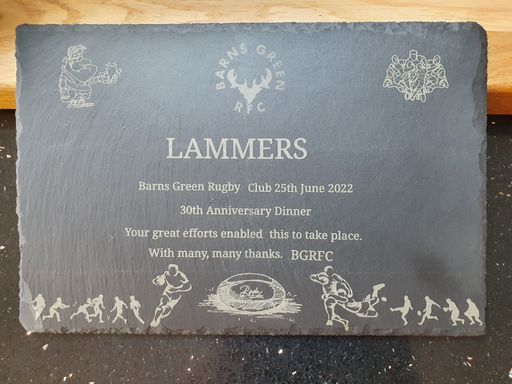 BARNS GREEN
RFC
LAMMERS
Barns Green Rugby Club 25th June 2022
30th Anniversary Dinner
Your great efforts enabled this to take place.
With many, many thanks. BGRFC
Rugby